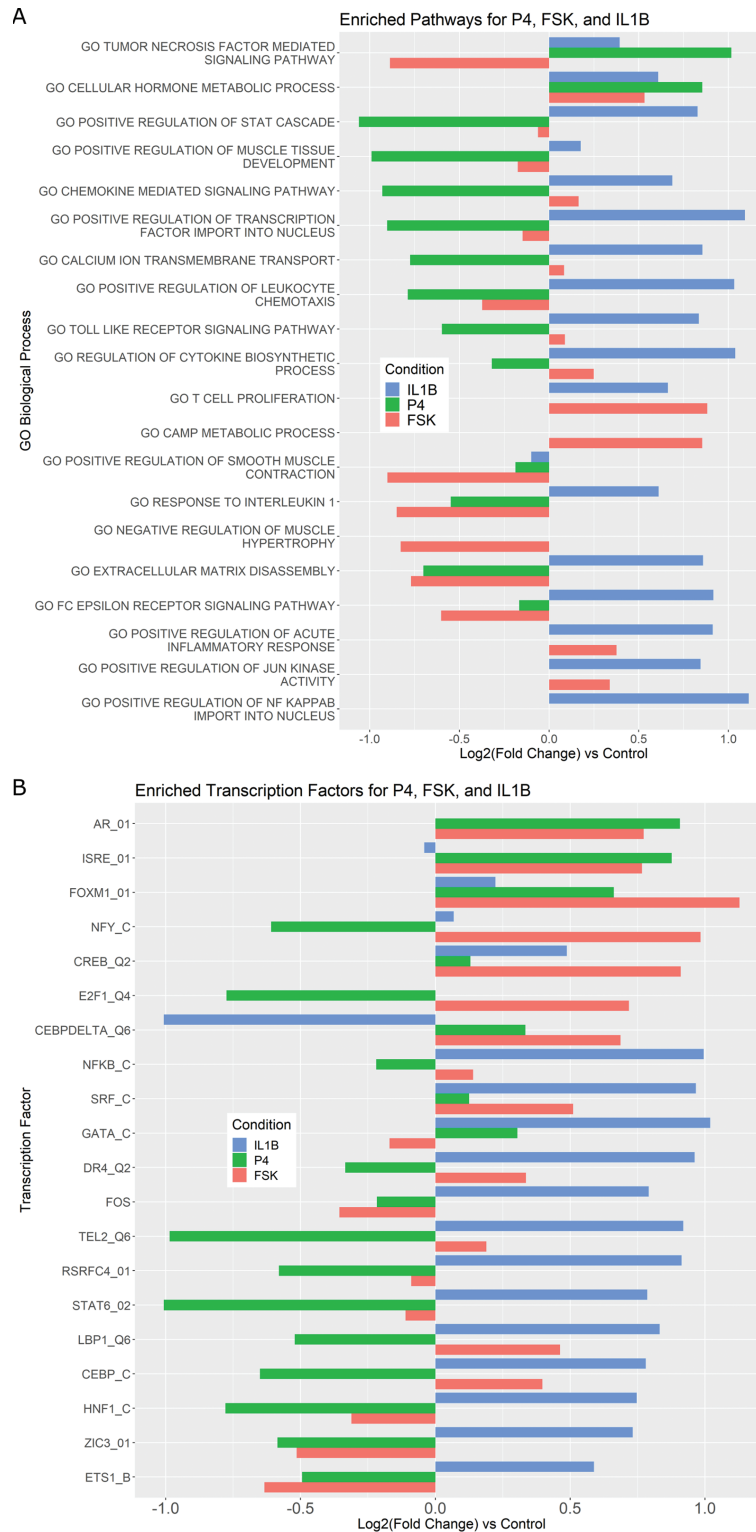 A
Enriched Pathways for P4, FSK, and IL1B
GO Biological Process
GO TUMOR NECROSIS FACTOR MEDIATED
SIGNALING PATHWAY
GO CELLULAR HORMONE METABOLIC PROCESS
GO POSITIVE REGULATION OF STAT CASCADE
GO POSITIVE REGULATION OF MUSCLE TISSUE
DEVELOPMENT
GO CHEMOKINE MEDIATED SIGNALING PATHWAY
GO POSITIVE REGULATION OF TRANSCRIPTION
FACTOR IMPORT INTO NUCLEUS
GO CALCIUM ION TRANSMEMBRANE TRANSPORT
GO POSITIVE REGULATION OF LEUKOCYTE
CHEMOTAXIS
GO TOLL LIKE RECEPTOR SIGNALING PATHWAY
GO REGULATION OF CYTOKINE BIOSYNTHETIC
PROCESS
GO T CELL PROLIFERATION
GO CAMP METABOLIC PROCESS
GO POSITIVE REGULATION OF SMOOTH MUSCLE
CONTRACTION
GO RESPONSE TO INTERLEUKIN 1
GO NEGATIVE REGULATION OF MUSCLE
HYPERTROPHY
GO EXTRACELLULAR MATRIX DISASSEMBLY
GO FC EPSILON RECEPTOR SIGNALING PATHWAY
GO POSITIVE REGULATION OF ACUTE
INFLAMMATORY RESPONSE
GO POSITIVE REGULATION OF JUN KINASE
ACTIVITY
GO POSITIVE REGULATION OF NF KAPPAB
IMPORT INTO NUCLEUS
Condition
IL1B
P4
FSK
-1.0 -0.5 0.0 0.5 1.0
Log2(Fold Change) vs Control
B
Enriched Transcription Factors for P4, FSK, and IL1B
Transcription Factor
AR_01
ISRE_01
FOXM1_01
NFY_C
CREB_Q2
E2F1_Q4
CEBPDELTA_Q6
NFKB_C
SRF_C
GATA_C
DR4_Q2
FOS
TEL2_Q6
RSRFC4_01
STAT6_02
LBP1_Q6
CEBP_C
HNF1_C
ZIC3_01
ETS1_B
Condition
IL1B
P4
FSK
-1.0 -0.5 0.0 0.5 1.0
Log2(Fold Change) vs Control